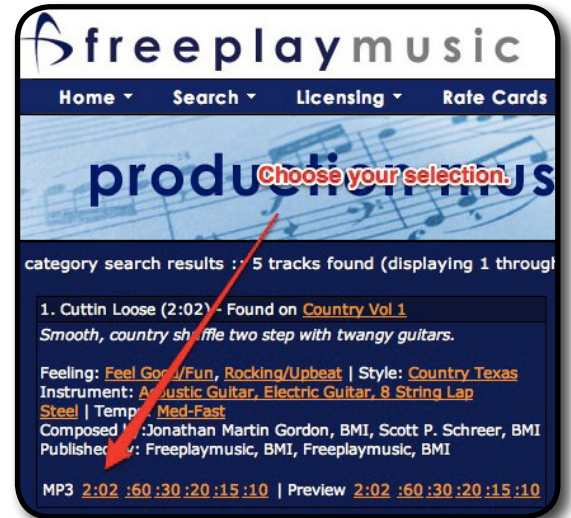 freeplaymusic
Home Search Licensing Rate Cards
production mus
Choose your selection.
category search results :: 5 tracks found (displaying 1 through
1. Cuttin Loose (2:02) - Found on Country Vol 1
Smooth, country shuffle two step with twangy guitars.
Feeling: Feel Good/Fun, Rocking/Upbeat | Style: Country Texas
Instrument: Acoustic Guitar, Electric Guitar, 8 String Lap
Steel | Tempo: Med-Fast
Composed by:Jonathan Martin Gordon, BMI, Scott P. Schreer, BMI
Published by: Freeplaymusic, BMI, Freeplaymusic, BMI
MP3 2:02 :60 :30 :20 :15 :10 | Preview 2:02 :60 :30 :20 :15 :10